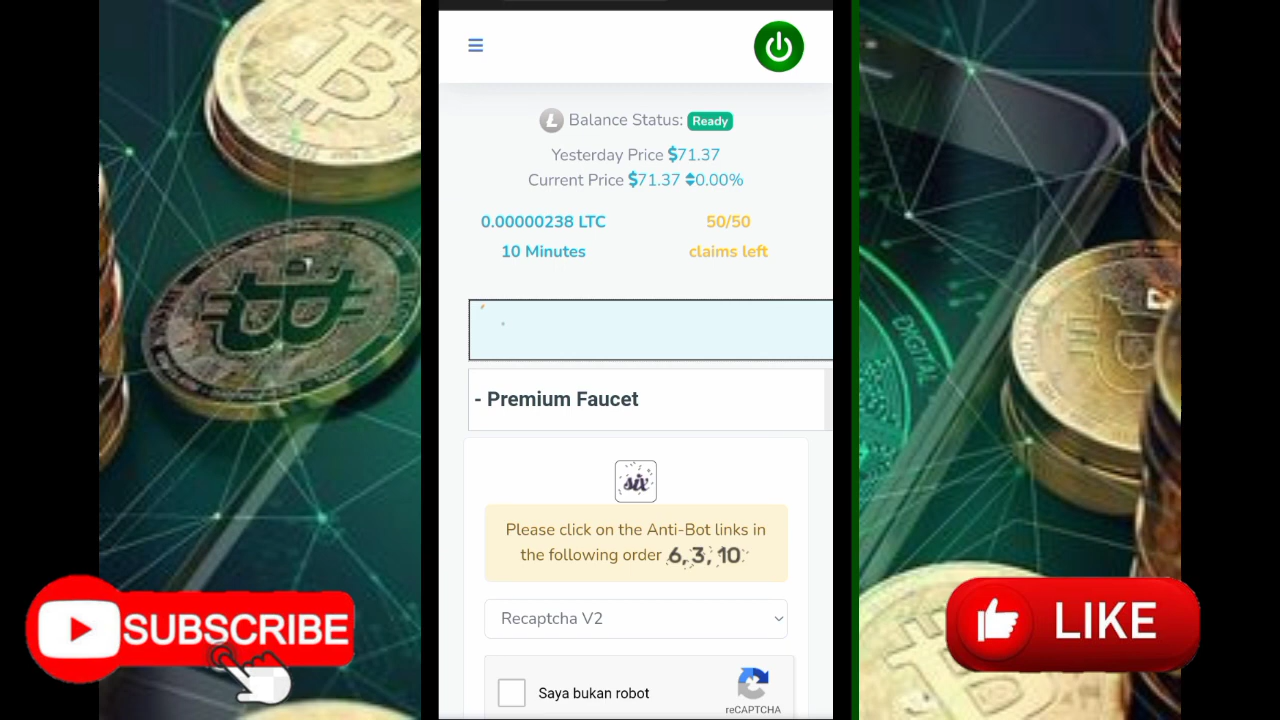 Balance Status: Ready
Yesterday Price $71.37
Current Price $71.37 0.00%
0.00000238 LTC
50/50
10 Minutes
claims left
- Premium Faucet
six
Please click on the Anti-Bot links in
the following order 6, 3, 10
Recaptcha V2
Saya bukan robot
reCAPTCHA
SUBSCRIBE
LIKE
DIGITAL